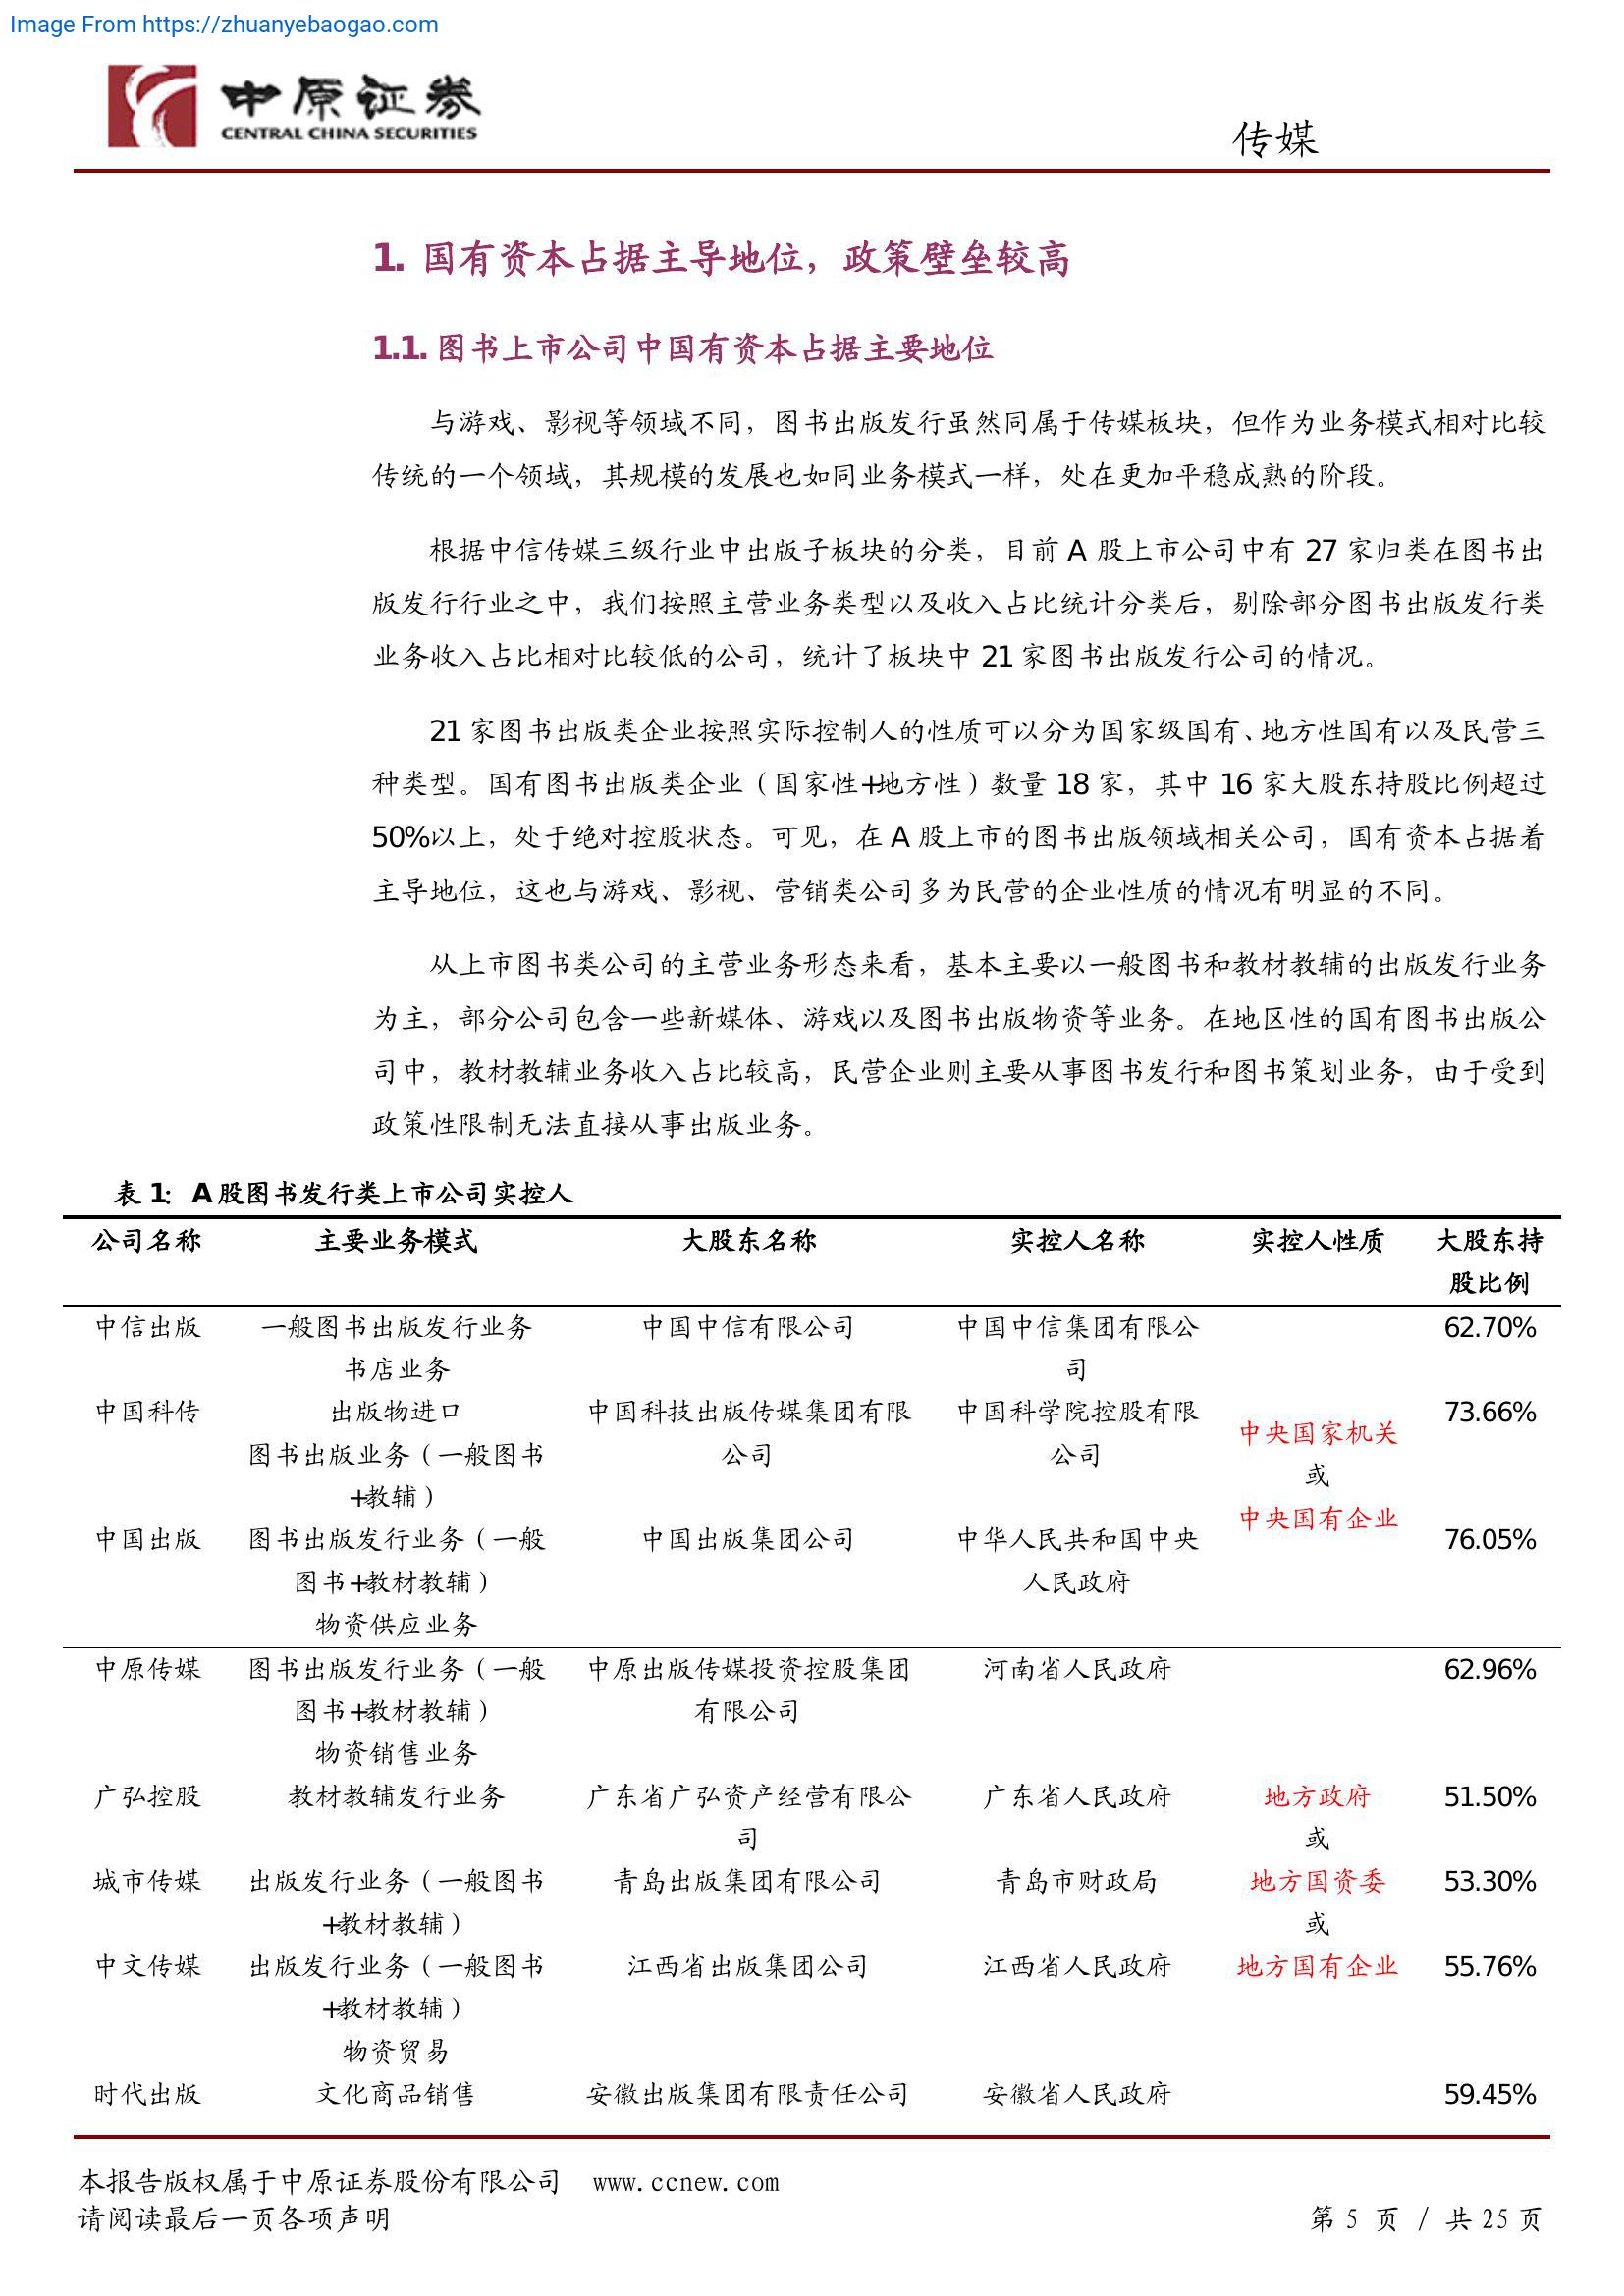 Image From https://zhuanyebaogao.com
中原证券
CENTRAL CHINA SECURITIES
传媒
1. 国有资本占据主导地位，政策壁垒较高
1.1. 图书上市公司中国有资本占据主要地位
与游戏、影视等领域不同，图书出版发行虽然同属于传媒板块，但作为业务模式相对比较
传统的一个领域，其规模的发展也如同业务模式一样，处在更加平稳成熟的阶段。
根据中信传媒三级行业中出版子板块的分类，目前 A 股上市公司中有 27 家归类在图书出
版发行行业之中，我们按照主营业务类型以及收入占比统计分类后，剔除部分图书出版发行类
业务收入占比相对比较低的公司，统计了板块中 21 家图书出版发行公司的情况。
21 家图书出版类企业按照实际控制人的性质可以分为国家级国有、地方性国有以及民营三
种类型。国有图书出版类企业（国家性+地方性）数量 18 家，其中 16 家大股东持股比例超过
50%以上，处于绝对控股状态。可见，在 A 股上市的图书出版领域相关公司，国有资本占据着
主导地位，这也与游戏、影视、营销类公司多为民营的企业性质的情况有明显的不同。
从上市图书类公司的主营业务形态来看，基本主要以一般图书和教材教辅的出版发行业务
为主，部分公司包含一些新媒体、游戏以及图书出版物资等业务。在地区性的国有图书出版公
司中，教材教辅业务收入占比较高，民营企业则主要从事图书发行和图书策划业务，由于受到
政策性限制无法直接从事出版业务。
表 1：A 股图书发行类上市公司实控人
公司名称 主要业务模式 大股东名称 实控人名称 实控人性质 大股东持
股比例
中信出版 一般图书出版发行业务 中国中信有限公司 中国中信集团有限公 62.70%
书店业务 司
中国科传 出版物进口 中国科技出版传媒集团有限 中国科学院控股有限 73.66%
中央国家机关
图书出版业务（一般图书 公司 公司
或
+教辅）
中央国有企业
中国出版 图书出版发行业务（一般 中国出版集团公司 中华人民共和国中央 76.05%
图书+教材教辅） 人民政府
物资供应业务
中原传媒 图书出版发行业务（一般 中原出版传媒投资控股集团 河南省人民政府 62.96%
图书+教材教辅） 有限公司
物资销售业务
广弘控股 教材教辅发行业务 广东省广弘资产经营有限公 广东省人民政府 地方政府 51.50%
司 或
城市传媒 出版发行业务（一般图书 青岛出版集团有限公司 青岛市财政局 地方国资委 53.30%
+教材教辅） 或
中文传媒 出版发行业务（一般图书 江西省出版集团公司 江西省人民政府 地方国有企业 55.76%
+教材教辅）
物资贸易
时代出版 文化商品销售 安徽出版集团有限责任公司 安徽省人民政府 59.45%
本报告版权属于中原证券股份有限公司 www.ccnew.com
请阅读最后一页各项声明 第 5 页 / 共 25 页